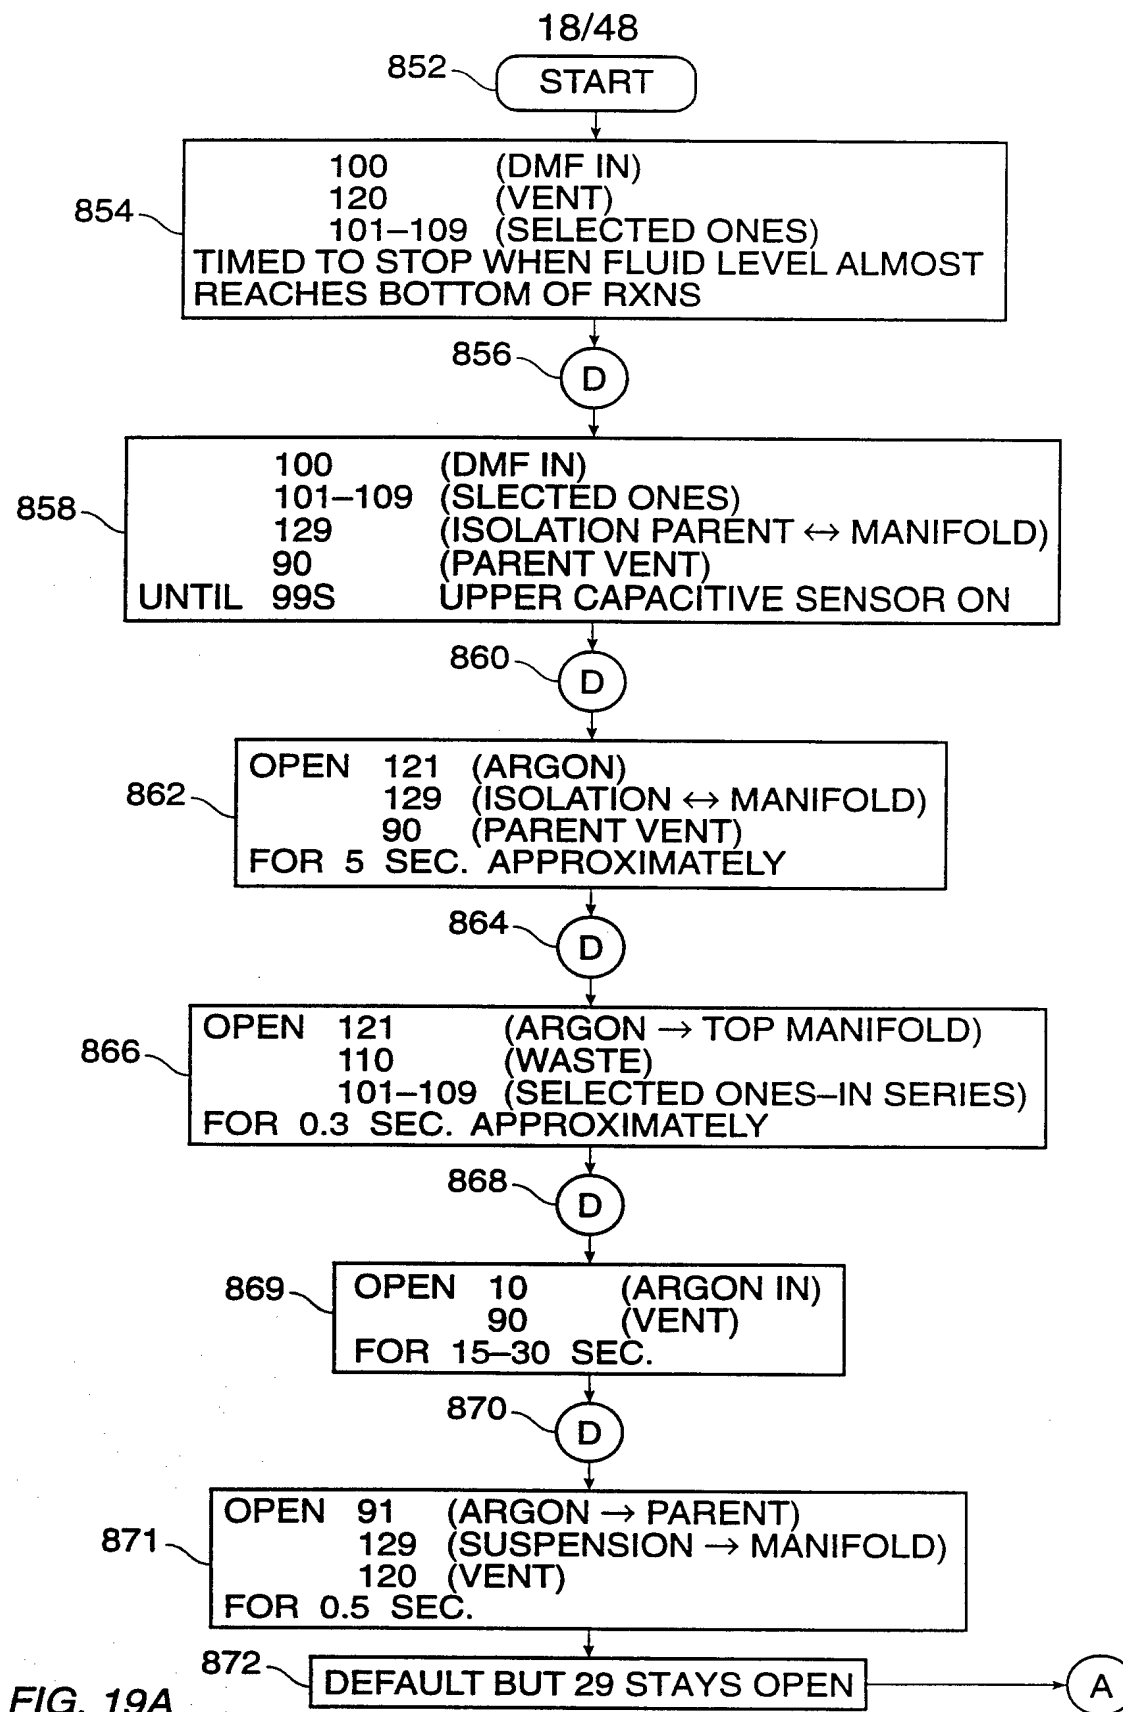 18/48
852 START
100 (DMF IN)
120 (VENT)
854 101–109 (SELECTED ONES)
TIMED TO STOP WHEN FLUID LEVEL ALMOST
REACHES BOTTOM OF RXNS
856 D
100 (DMF IN)
858 101–109 (SLECTED ONES)
129 (ISOLATION PARENT ↔ MANIFOLD)
90 (PARENT VENT)
UNTIL 99S UPPER CAPACITIVE SENSOR ON
860 D
OPEN 121 (ARGON)
862 129 (ISOLATION ↔ MANIFOLD)
90 (PARENT VENT)
FOR 5 SEC. APPROXIMATELY
864 D
OPEN 121 (ARGON → TOP MANIFOLD)
866 110 (WASTE)
101–109 (SELECTED ONES–IN SERIES)
FOR 0.3 SEC. APPROXIMATELY
868 D
869 OPEN 10 (ARGON IN)
90 (VENT)
FOR 15–30 SEC.
870 D
OPEN 91 (ARGON → PARENT)
871 129 (SUSPENSION → MANIFOLD)
120 (VENT)
FOR 0.5 SEC.
872 DEFAULT BUT 29 STAYS OPEN A
FIG. 19A